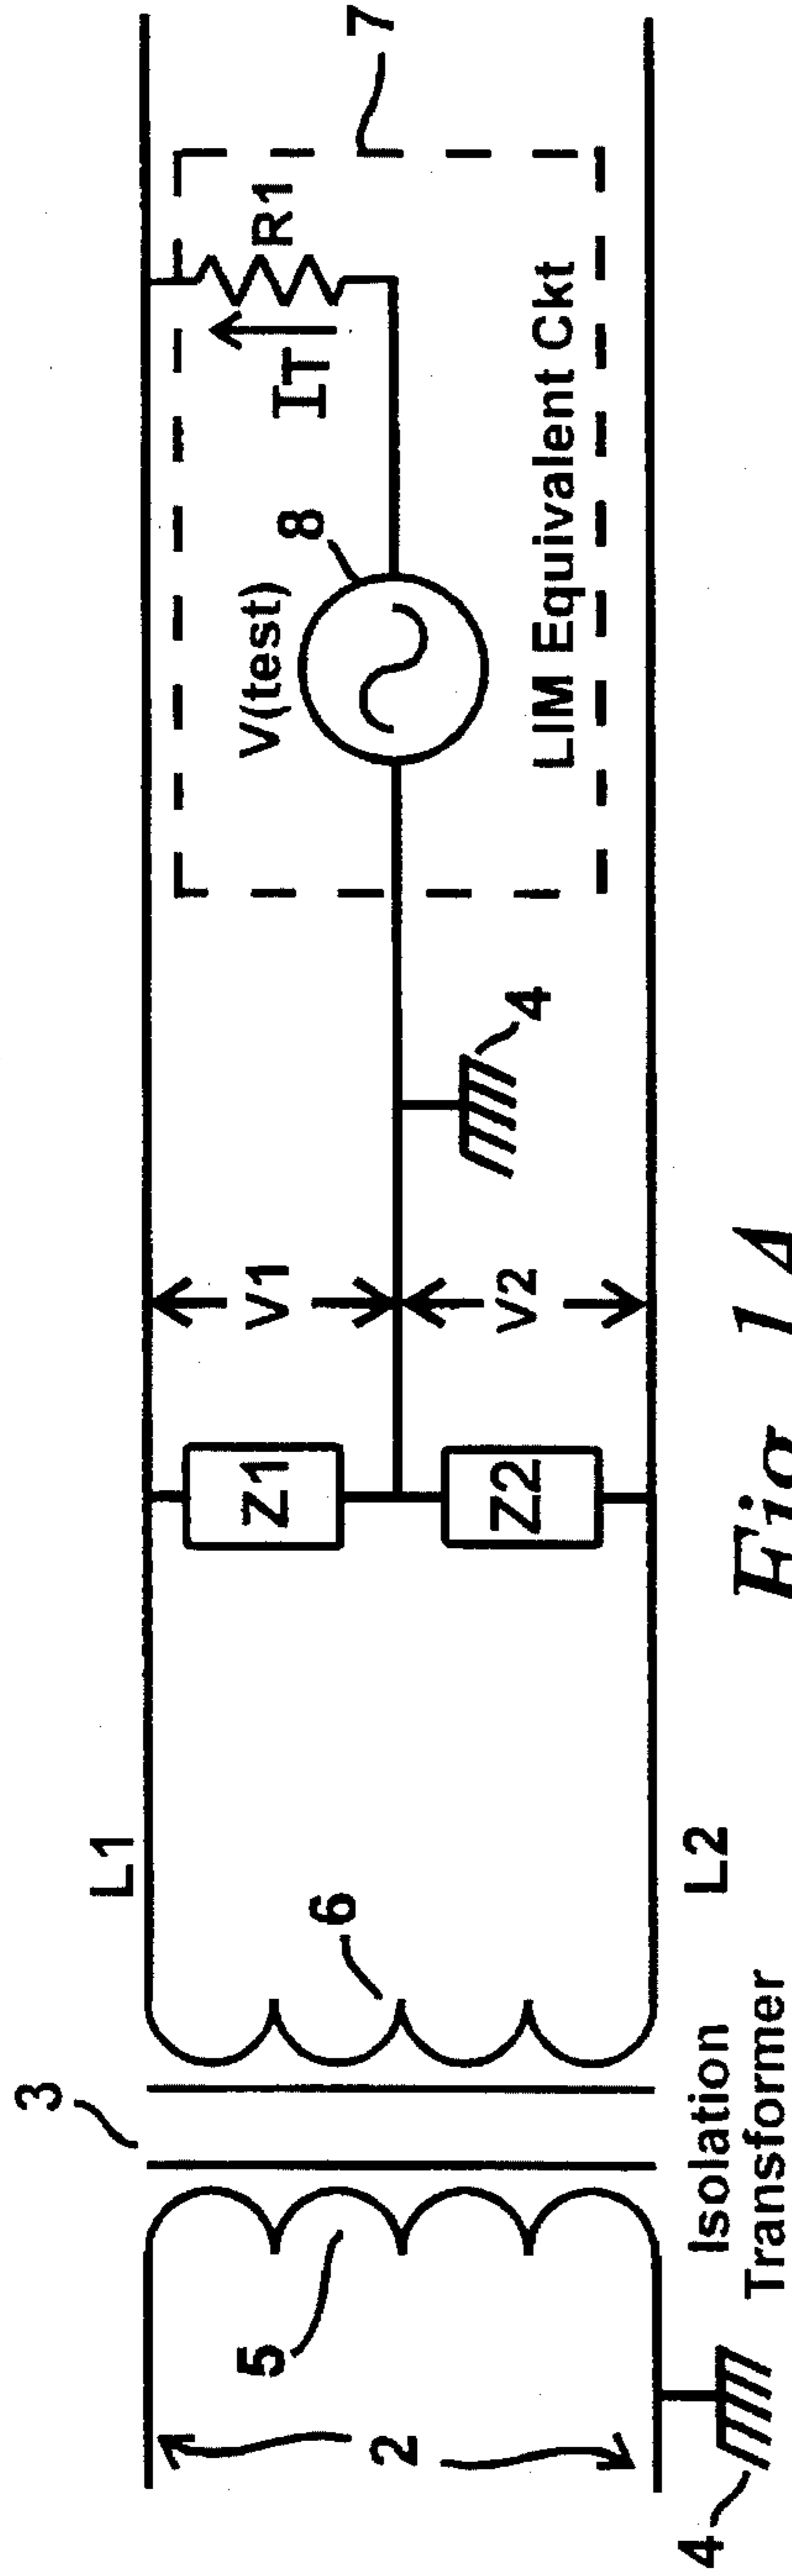 3
L1
7
R1
IT
8
V(test)
V1
Z1
6
5
2
LIM Equivalent Ckt
4
V2
Z2
L2
Isolation
Transformer
4
Fig. 1A